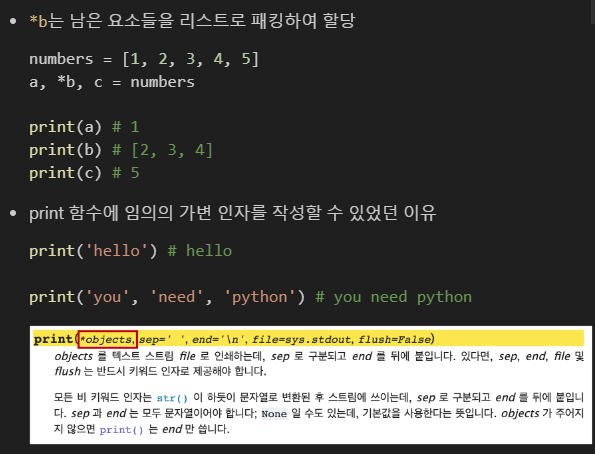 *b는 남은 요소들을 리스트로 패킹하여 할당
numbers = [1, 2, 3, 4, 5]
a, *b, c = numbers
print(a) # 1
print(b) # [2, 3, 4]
print(c) # 5
print 함수에 임의의 가변 인자를 작성할 수 있었던 이유
print('hello') # hello
print('you', 'need', 'python') # you need python
print(*objects, sep=' ', end='\n', file=sys.stdout, flush=False)
objects 를 텍스트 스트림 file 로 인쇄하는데, sep 로 구분되고 end 를 뒤에 붙입니다. 있다면, sep, end, file 및
flush 는 반드시 키워드 인자로 제공해야 합니다.
모든 비 키워드 인자는 str() 이 하듯이 문자열로 변환된 후 스트림에 쓰이는데, sep 로 구분되고 end 를 뒤에 붙입니
다. sep 과 end 는 모두 문자열이어야 합니다; None 일 수도 있는데, 기본값을 사용한다는 뜻입니다. objects 가 주어지
지 않으면 print() 는 end 만 씁니다.